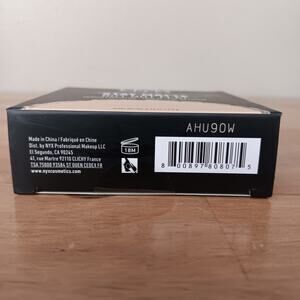 AHU90W
Made in China / Fabriqué en Chine
Dist. by NYX Professional Makeup LLC
El Segundo, CA 90245
41, rue Martre 92110 CLICHY France
TSA 75000 93584 ST OUEN CEDEX FR
www.nyxcosmetics.com
18M
8 00897 80807 5